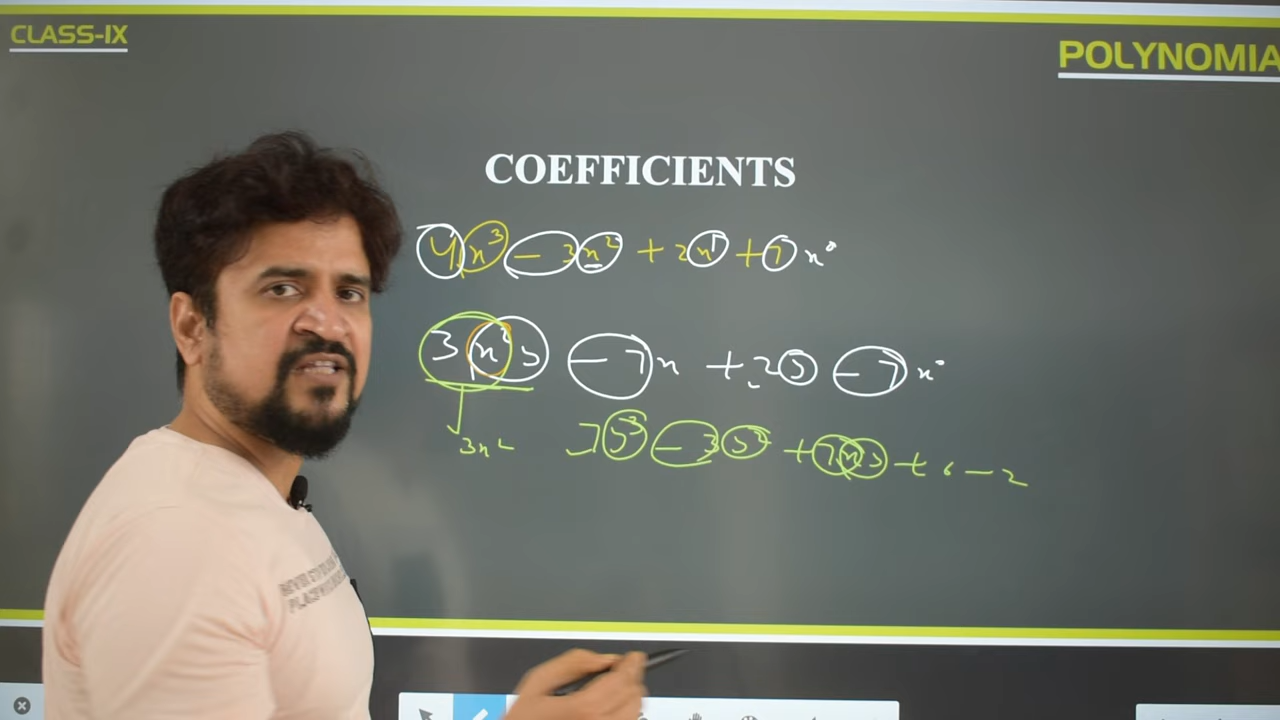 CLASS-IX
POLYNOMIA
COEFFICIENTS
4x³ - 3x² + 2x¹ + 7x⁰
3x²y - 7x + 2y - 7x⁰
3x² 7y³ - 3y² + 7xy + 6 - 2